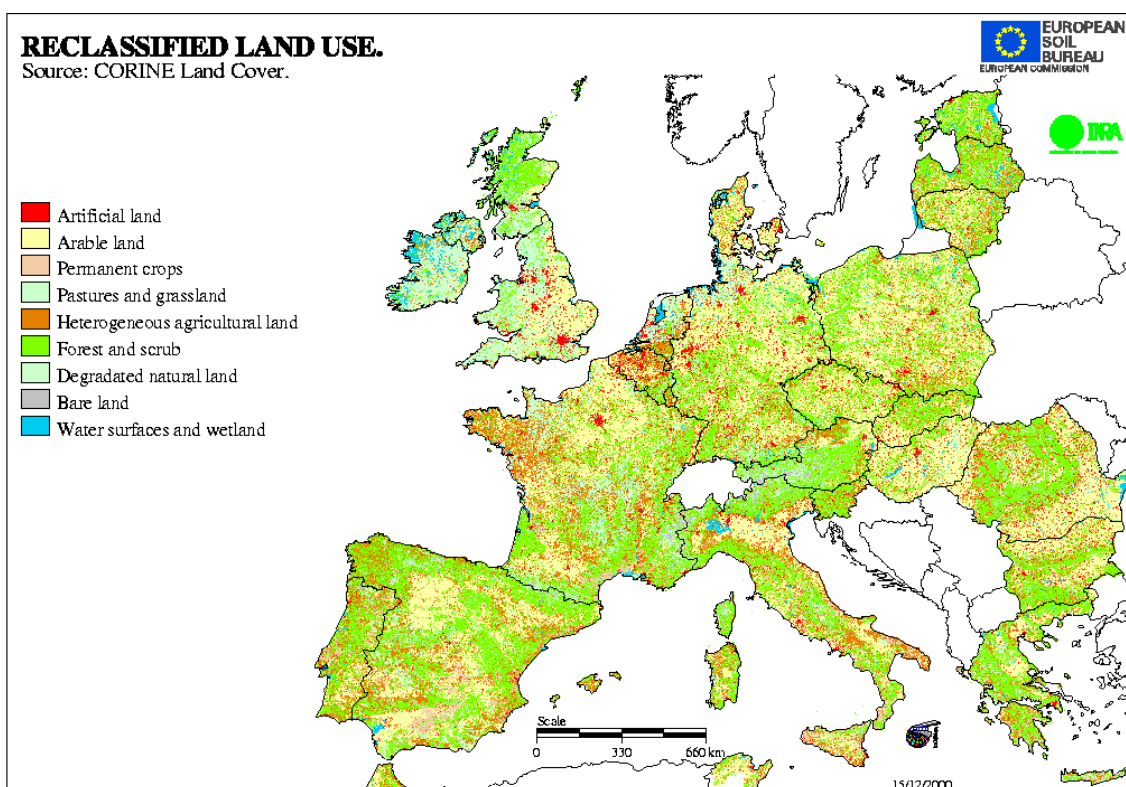 RECLASSIFIED LAND USE.
Source: CORINE Land Cover.
EUROPEAN
SOIL
BUREAU
EUROPEAN COMMISSION
INRA
Artificial land
Arable land
Permanent crops
Pastures and grassland
Heterogeneous agricultural land
Forest and scrub
Degradated natural land
Bare land
Water surfaces and wetland
Scale
0 330 660 km
15/12/2000